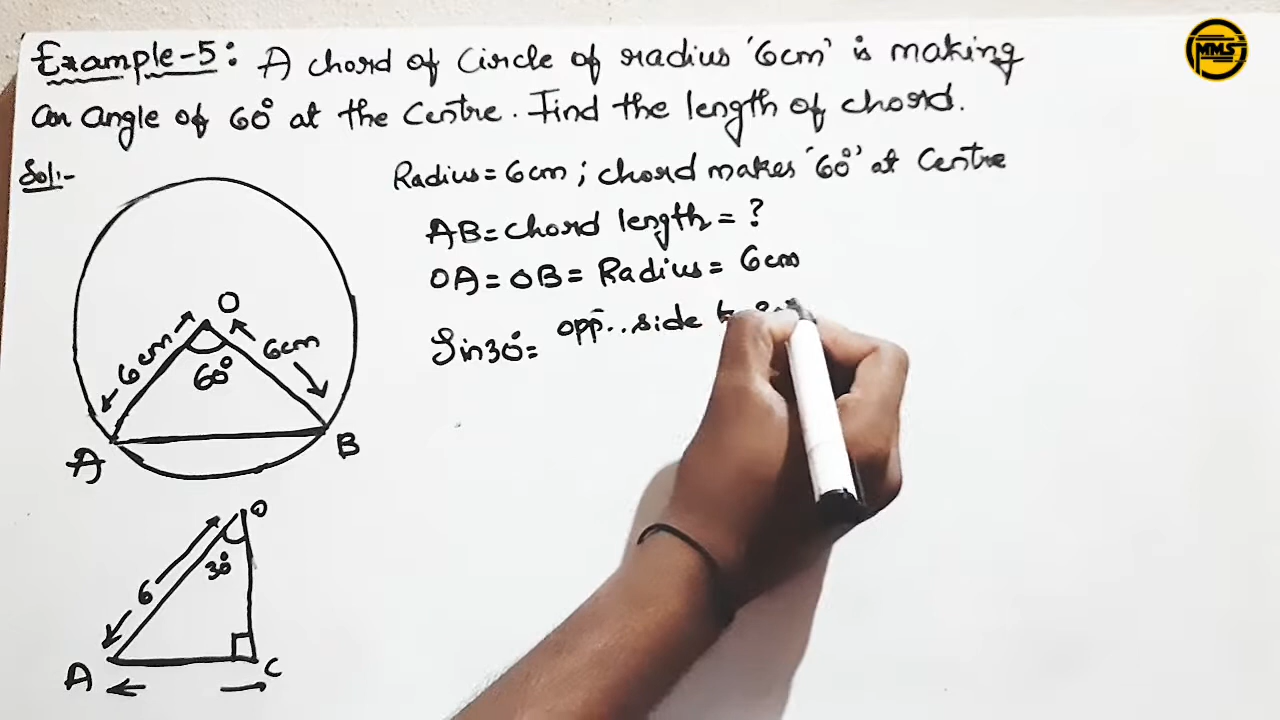 Example-5: A chord of Circle of radius '6cm' is making
an angle of 60° at the Centre. Find the length of chord.
Sol:-
Radius = 6cm ; chord makes '60°' at Centre
AB = chord length = ?
OA = OB = Radius = 6cm
Sin30° = opp. side
O
6cm
6cm
60°
A
B
O
30°
6
A
C
MMS